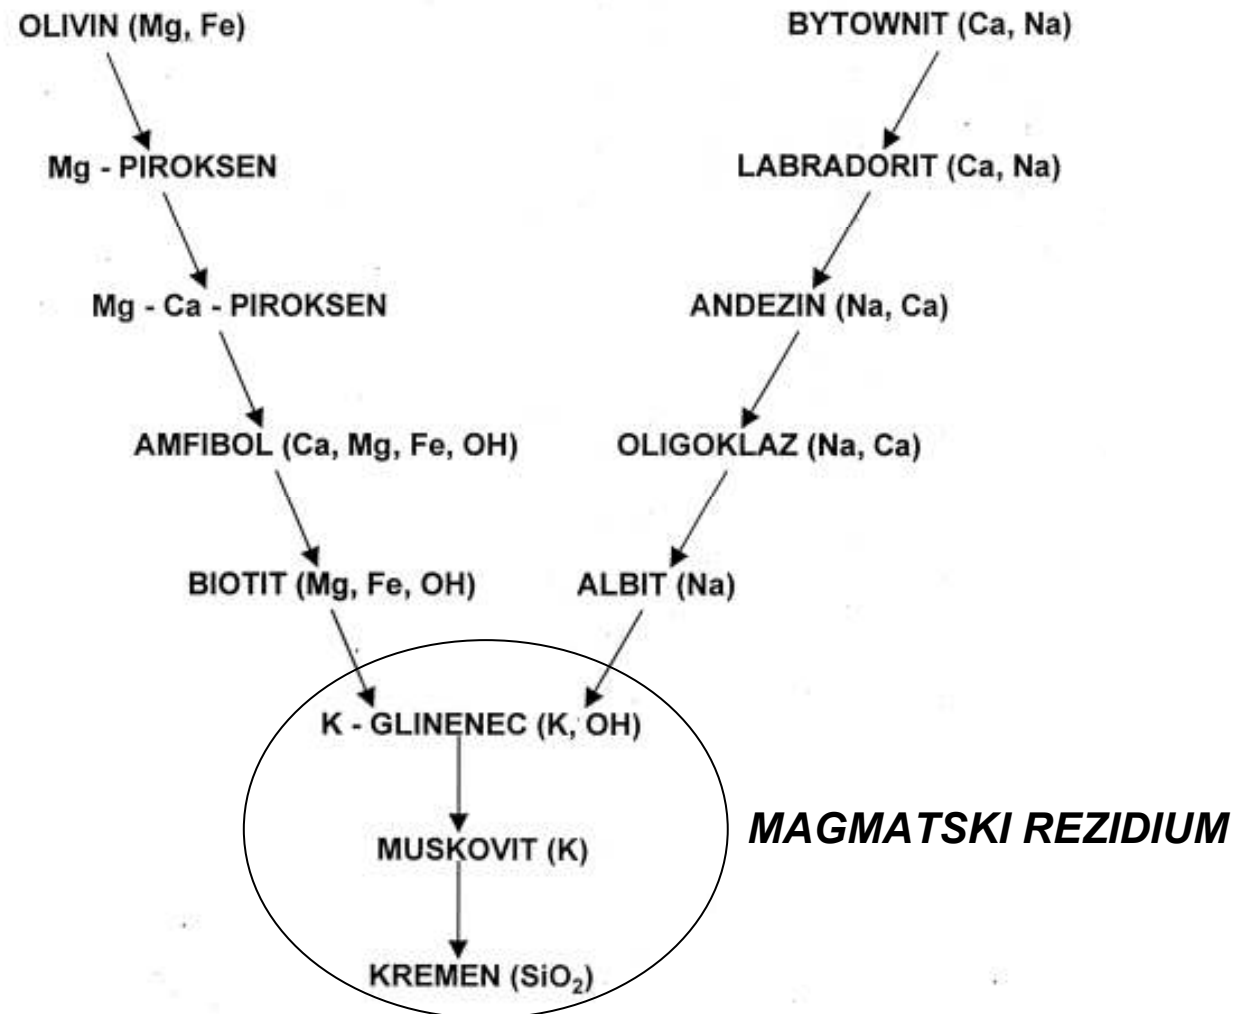 OLIVIN (Mg, Fe)
BYTOWNIT (Ca, Na)
Mg - PIROKSEN
LABRADORIT (Ca, Na)
Mg - Ca - PIROKSEN
ANDEZIN (Na, Ca)
AMFIBOL (Ca, Mg, Fe, OH)
OLIGOKLAZ (Na, Ca)
BIOTIT (Mg, Fe, OH)
ALBIT (Na)
K - GLINENEC (K, OH)
MAGMATSKI REZIDIUM
MUSKOVIT (K)
KREMEN (SiO₂)